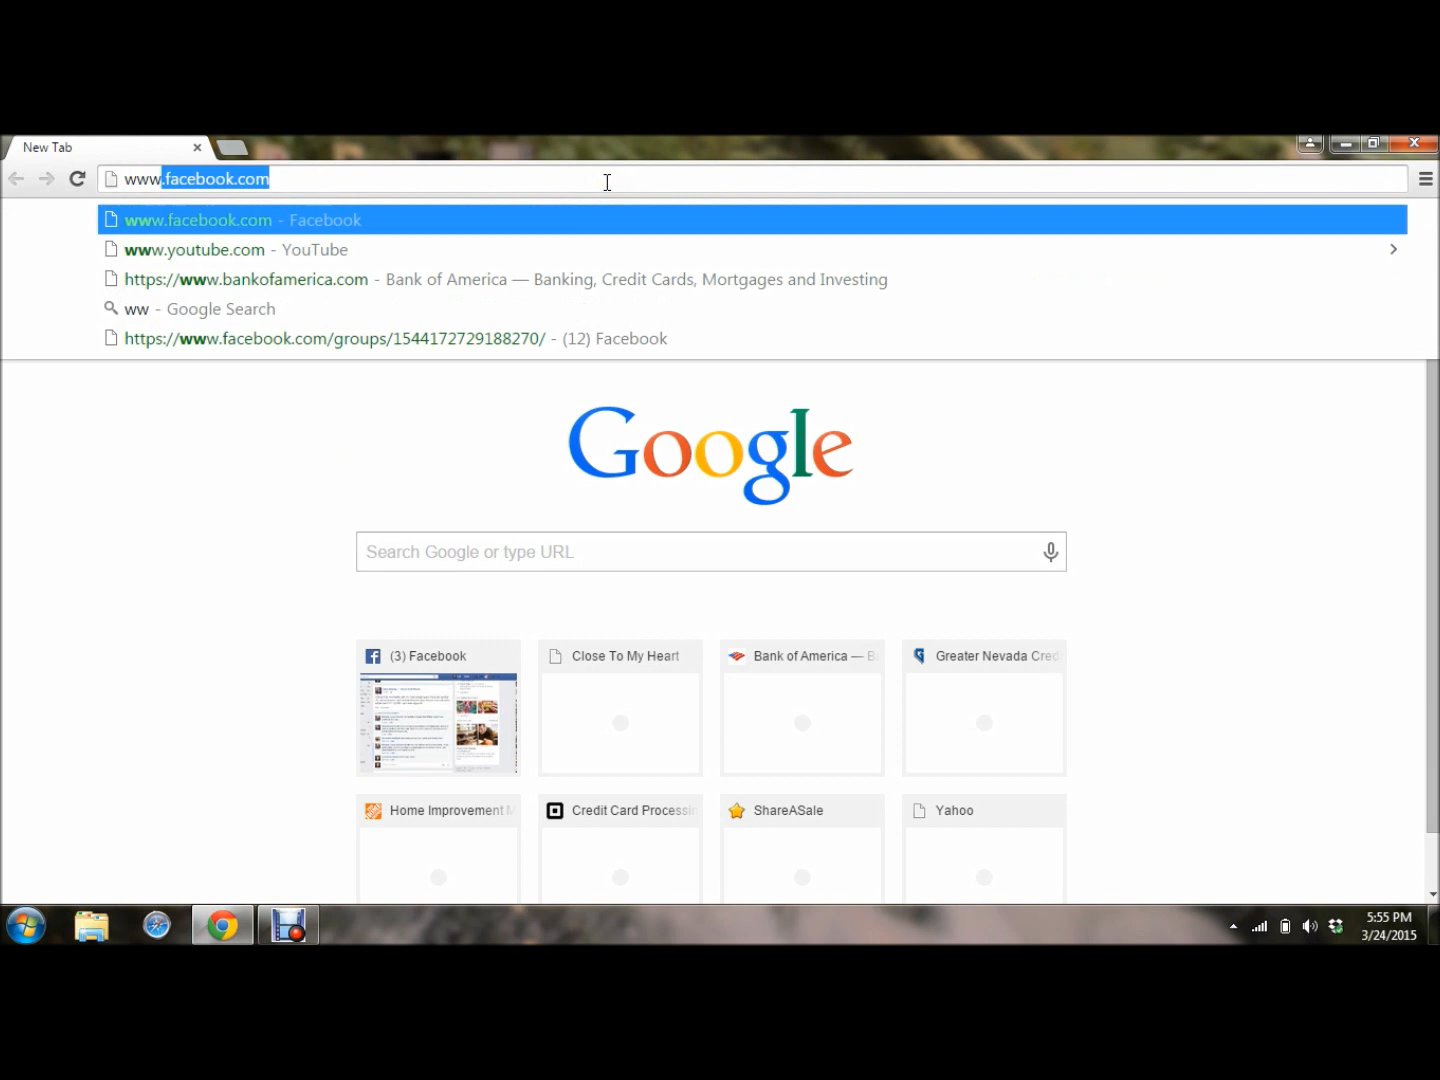 New Tab
www.facebook.com
www.facebook.com - Facebook
www.youtube.com - YouTube
https://www.bankofamerica.com - Bank of America — Banking, Credit Cards, Mortgages and Investing
ww - Google Search
https://www.facebook.com/groups/1544172729188270/ - (12) Facebook
Google
Search Google or type URL
(3) Facebook
Close To My Heart
Bank of America —
Greater Nevada
Home Improvement
Credit Card
ShareASale
Yahoo
5:55 PM
3/24/2015